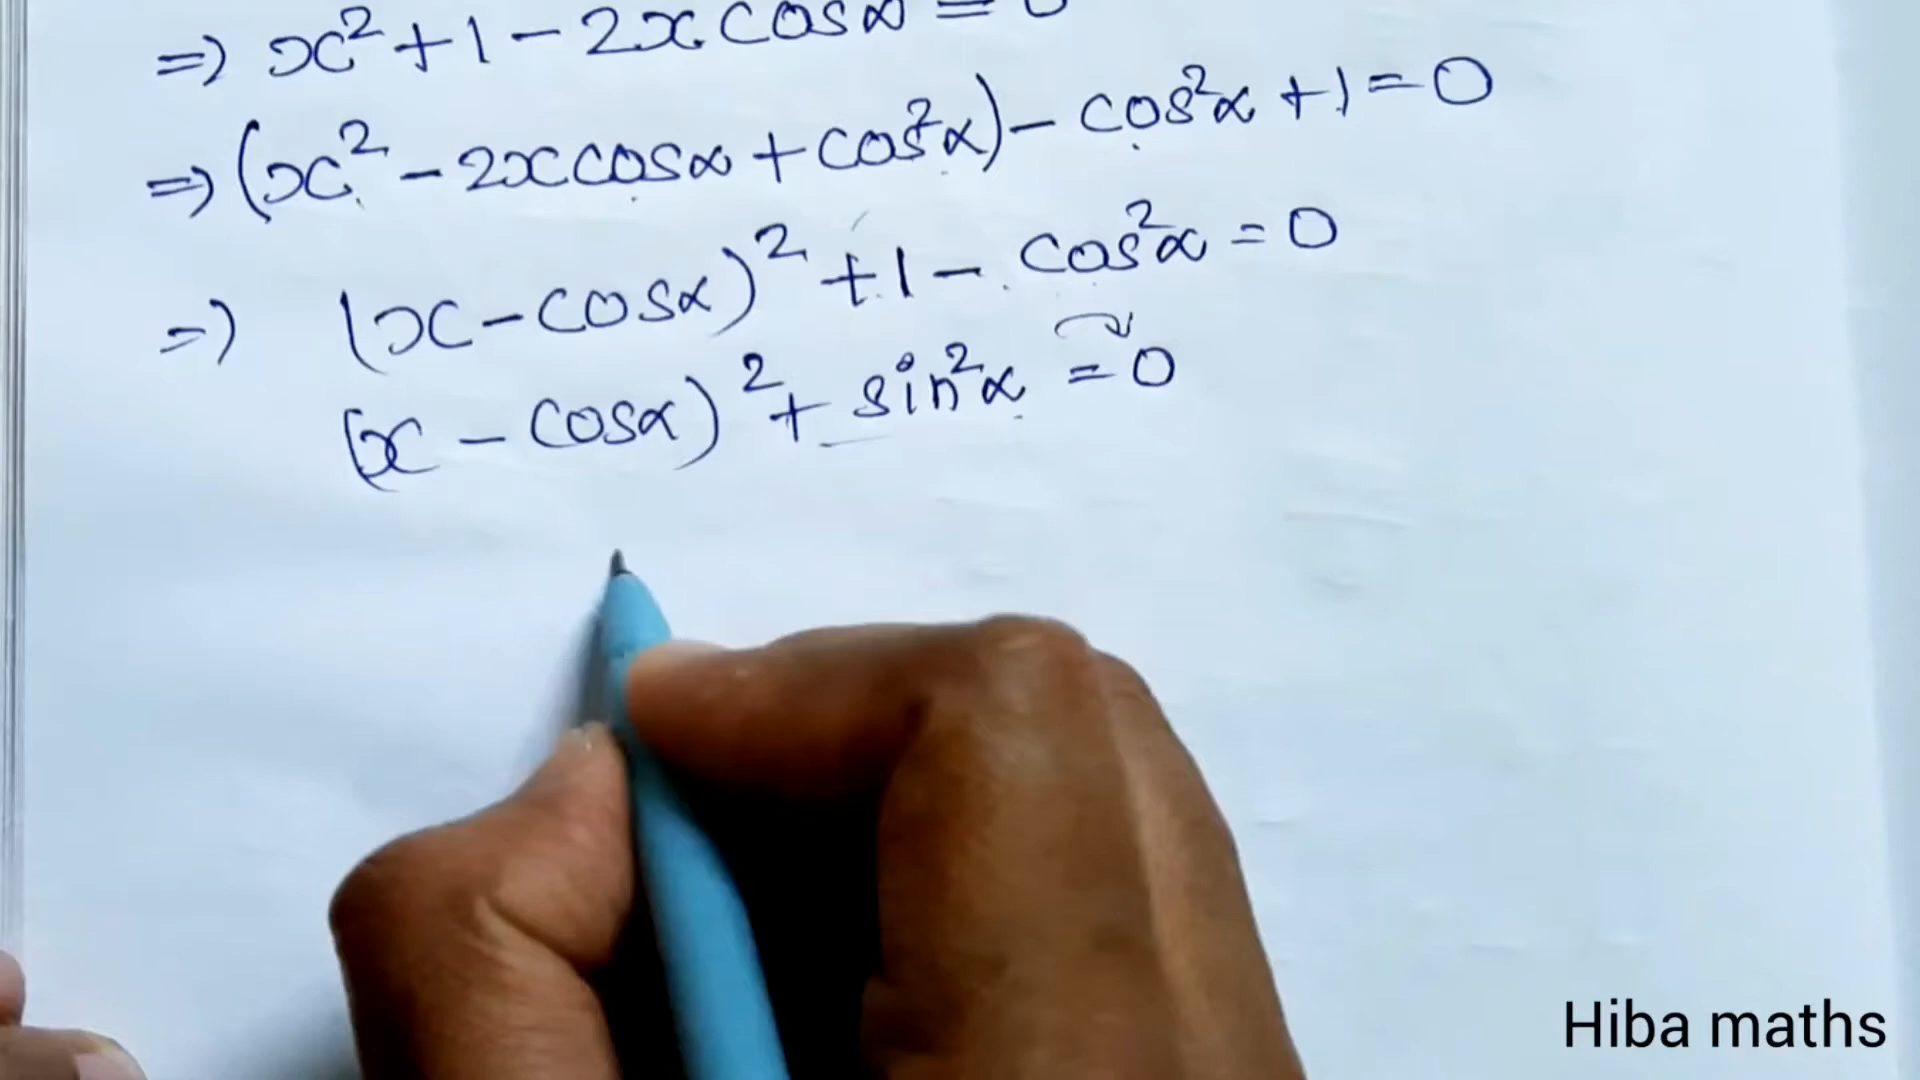 => x² + 1 - 2x cosα = 0
=> (x² - 2x cosα + cos²α) - cos²α + 1 = 0
=> (x - cosα)² + 1 - cos²α = 0
(x - cosα)² + sin²α = 0
Hiba maths